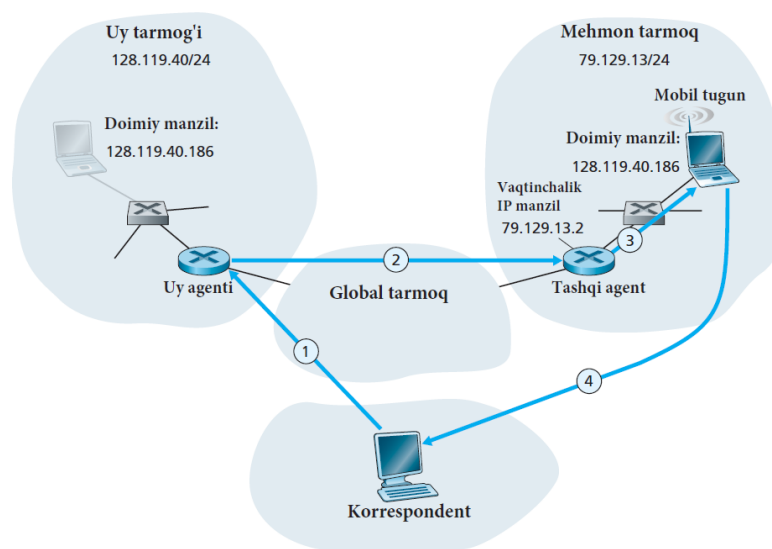 Uy tarmog'i
128.119.40/24
Mehmon tarmoq
79.129.13/24
Mobil tugun
Doimiy manzil:
128.119.40.186
Doimiy manzil:
128.119.40.186
Vaqtinchalik
IP manzil
79.129.13.2
3
2
Uy agenti
Global tarmoq
Tashqi agent
1
4
Korrespondent